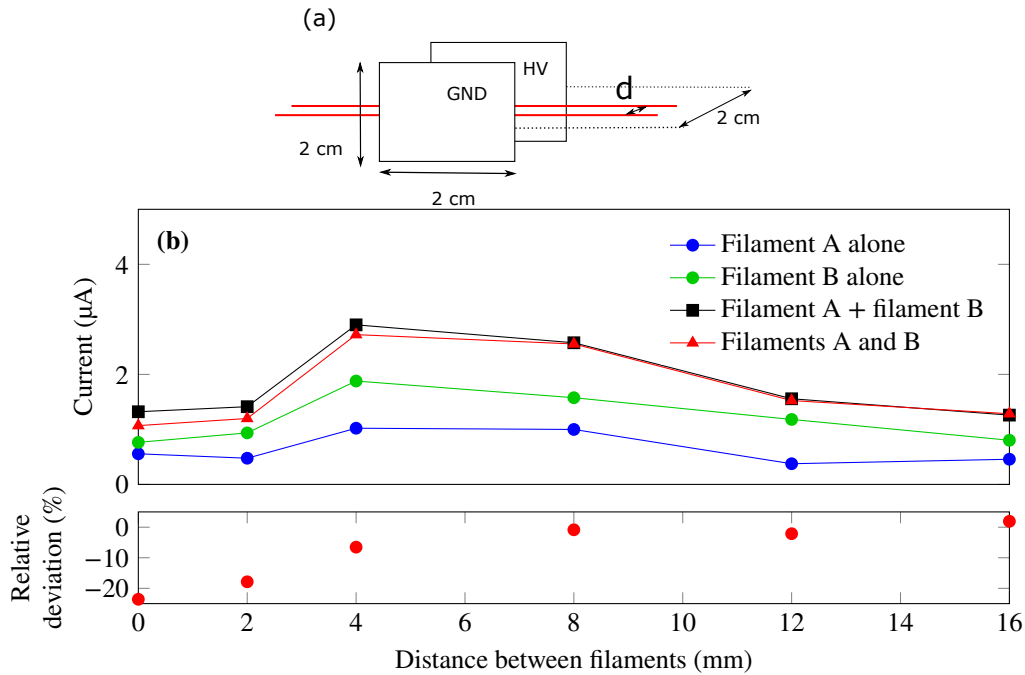 (a)
HV
GND
d
2 cm
2 cm
2 cm
(b)
Filament A alone
Filament B alone
Filament A + filament B
Filaments A and B
Current (μA)
4
2
0
Relative
deviation (%)
0
−10
−20
0 2 4 6 8 10 12 14 16
Distance between filaments (mm)